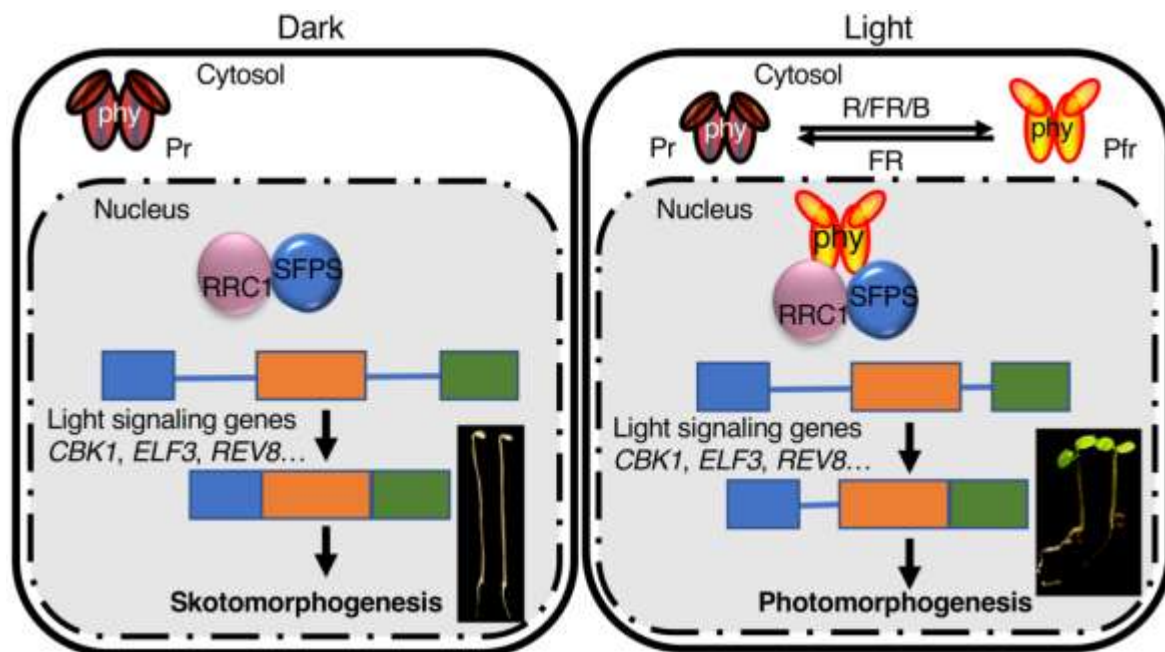 Dark
Cytosol
phy
Pr
Nucleus
RRC1
SFPS
Light signaling genes
CBK1, ELF3, REV8...
Skotomorphogenesis
Light
Cytosol
phy
Pr
R/FR/B
FR
phy
Pfr
Nucleus
phy
RRC1
SFPS
Light signaling genes
CBK1, ELF3, REV8...
Photomorphogenesis